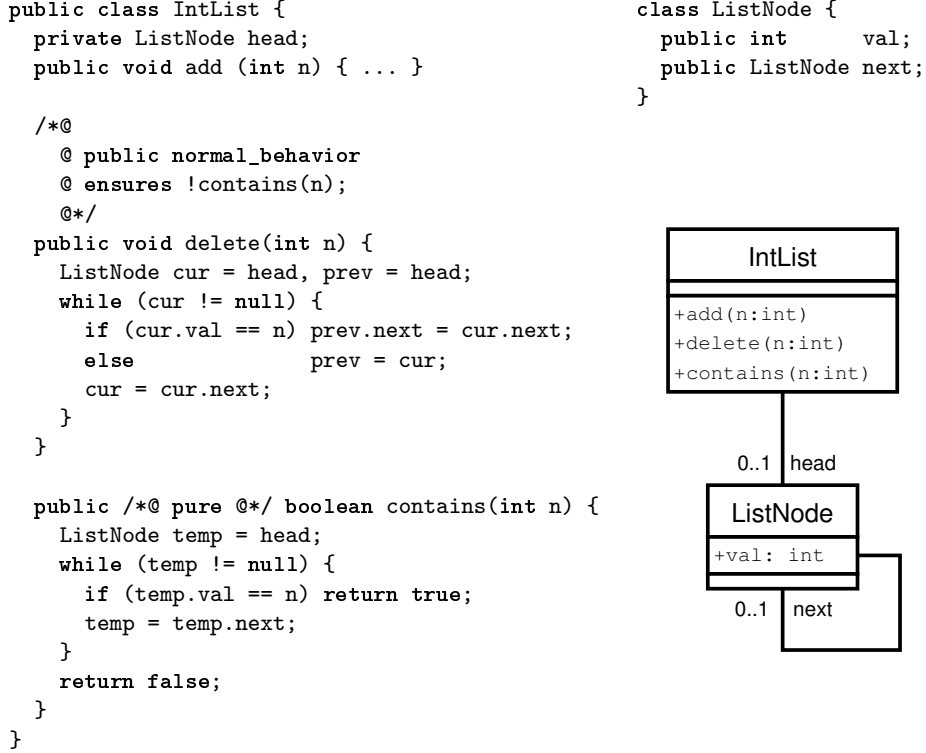 public class IntList {
  private ListNode head;
  public void add (int n) { ... }

  /*@
    @ public normal_behavior
    @ ensures !contains(n);
    @*/
  public void delete(int n) {
    ListNode cur = head, prev = head;
    while (cur != null) {
      if (cur.val == n) prev.next = cur.next;
      else              prev = cur;
      cur = cur.next;
    }
  }

  public /*@ pure @*/ boolean contains(int n) {
    ListNode temp = head;
    while (temp != null) {
      if (temp.val == n) return true;
      temp = temp.next;
    }
    return false;
  }
}
class ListNode {
  public int      val;
  public ListNode next;
}
IntList
+add(n:int)
+delete(n:int)
+contains(n:int)
0..1 head
ListNode
+val: int
0..1 next